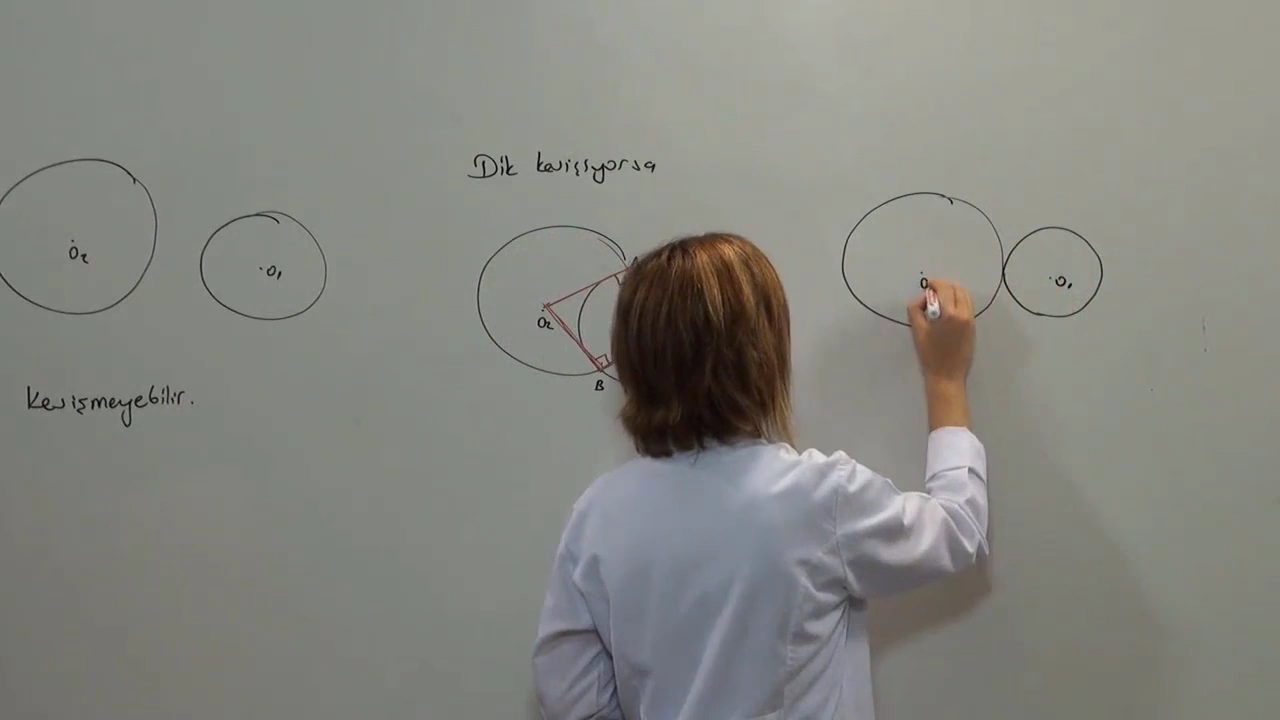 O₂
O₁
Kesişmeyebilir.
Dik kesişiyorsa
O₂
B
O
O₁